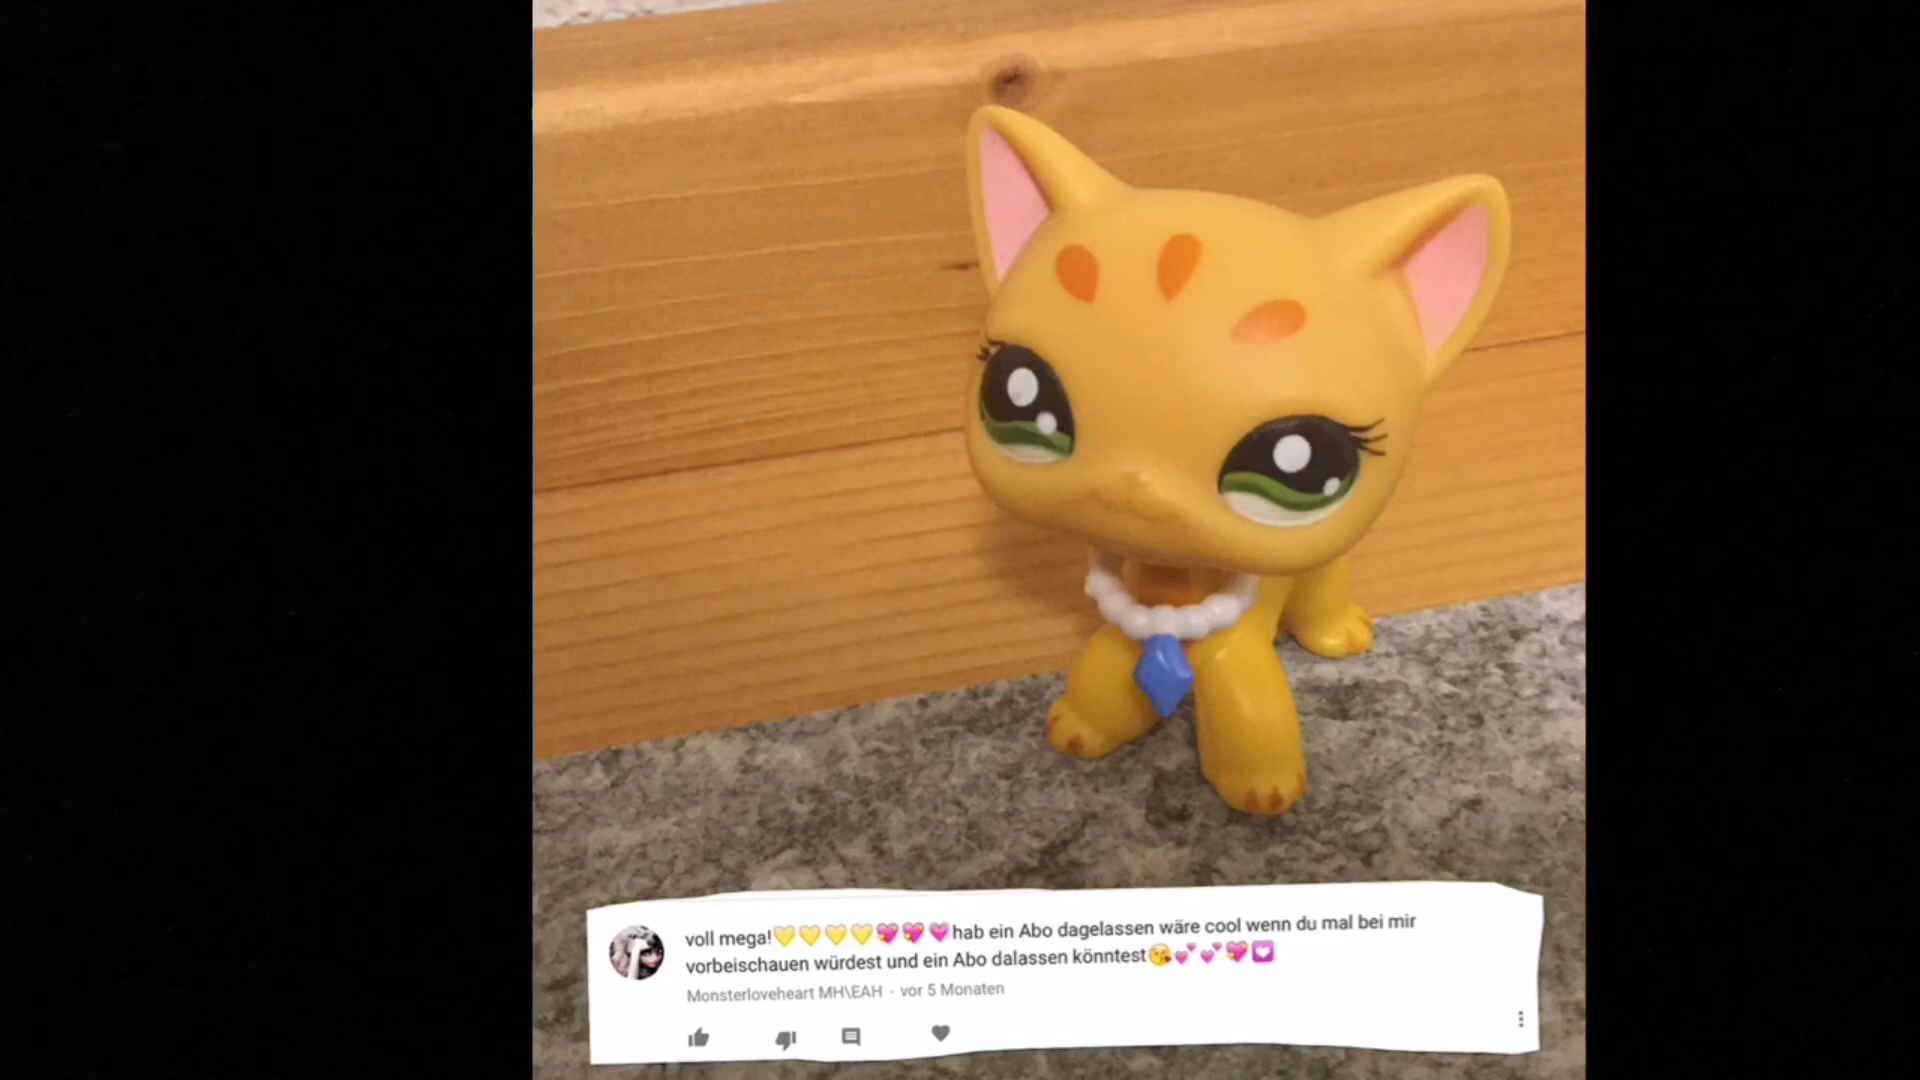 voll mega!💛💛💛💛💖💖💗hab ein Abo dagelassen wäre cool wenn du mal bei mir
vorbeischauen würdest und ein Abo dalassen könntest😘💕💕💖💟
Monsterloveheart MH\EAH · vor 5 Monaten